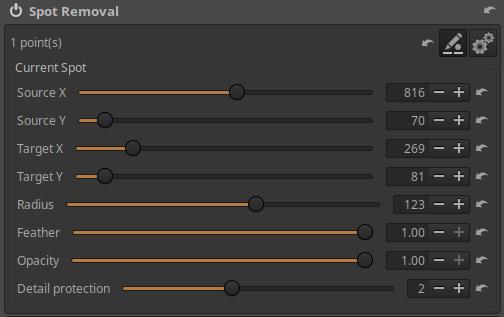 Spot Removal
1 point(s)
Current Spot
Source X 816
Source Y 70
Target X 269
Target Y 81
Radius 123
Feather 1.00
Opacity 1.00
Detail protection 2